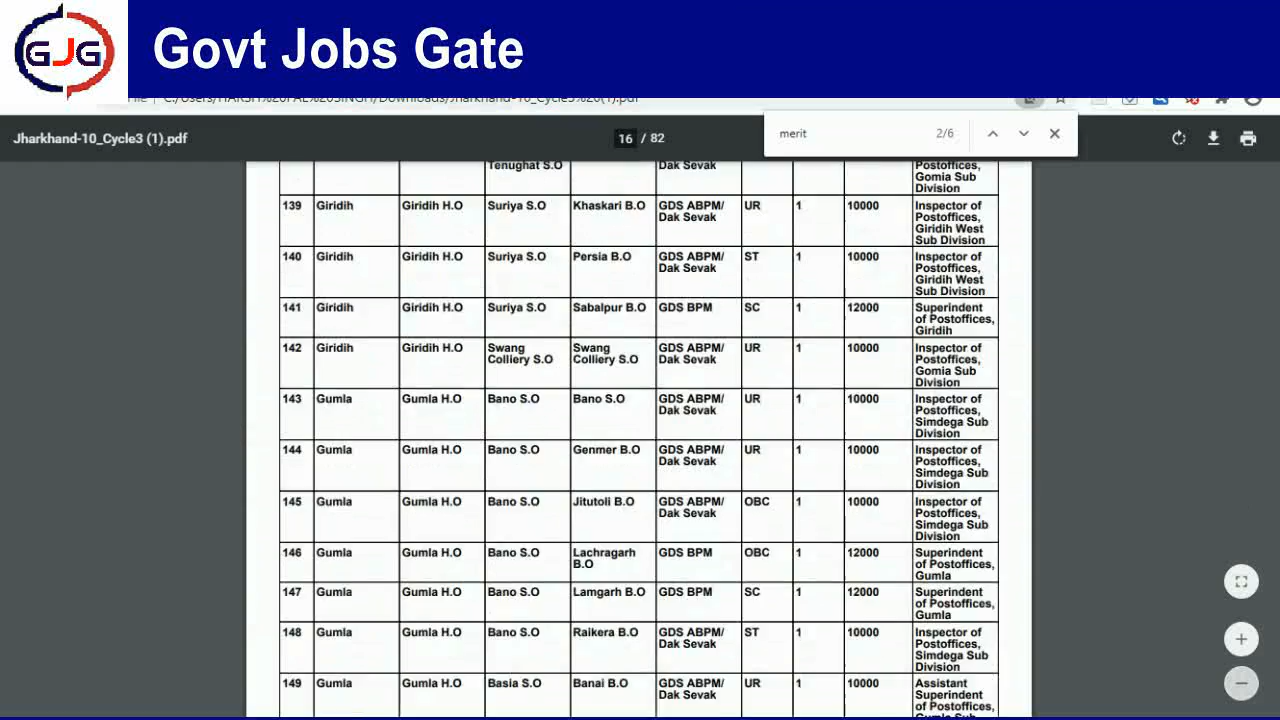 GJG
Govt Jobs Gate
File | C:/Users/HARSH%20PAL%20SINGH/Downloads/Jharkhand-10_Cycle3%20(1).pdf
Jharkhand-10_Cycle3 (1).pdf
16 / 82
merit 2/6
Tenughat S.O Dak Sevak Postoffices,
Gomia Sub
Division
139 Giridih Giridih H.O Suriya S.O Khaskari B.O GDS ABPM/ UR 1 10000 Inspector of
Dak Sevak Postoffices,
Giridih West
Sub Division
140 Giridih Giridih H.O Suriya S.O Persia B.O GDS ABPM/ ST 1 10000 Inspector of
Dak Sevak Postoffices,
Giridih West
Sub Division
141 Giridih Giridih H.O Suriya S.O Sabalpur B.O GDS BPM SC 1 12000 Superindent
of Postoffices,
Giridih
142 Giridih Giridih H.O Swang Swang GDS ABPM/ UR 1 10000 Inspector of
Colliery S.O Colliery S.O Dak Sevak Postoffices,
Gomia Sub
Division
143 Gumla Gumla H.O Bano S.O Bano S.O GDS ABPM/ UR 1 10000 Inspector of
Dak Sevak Postoffices,
Simdega Sub
Division
144 Gumla Gumla H.O Bano S.O Genmer B.O GDS ABPM/ UR 1 10000 Inspector of
Dak Sevak Postoffices,
Simdega Sub
Division
145 Gumla Gumla H.O Bano S.O Jitutoli B.O GDS ABPM/ OBC 1 10000 Inspector of
Dak Sevak Postoffices,
Simdega Sub
Division
146 Gumla Gumla H.O Bano S.O Lachragarh GDS BPM OBC 1 12000 Superindent
B.O of Postoffices,
Gumla
147 Gumla Gumla H.O Bano S.O Lamgarh B.O GDS BPM SC 1 12000 Superindent
of Postoffices,
Gumla
148 Gumla Gumla H.O Bano S.O Raikera B.O GDS ABPM/ ST 1 10000 Inspector of
Dak Sevak Postoffices,
Simdega Sub
Division
149 Gumla Gumla H.O Basia S.O Banai B.O GDS ABPM/ UR 1 10000 Assistant
Dak Sevak Superindent
of Postoffices,
Gumla Sub